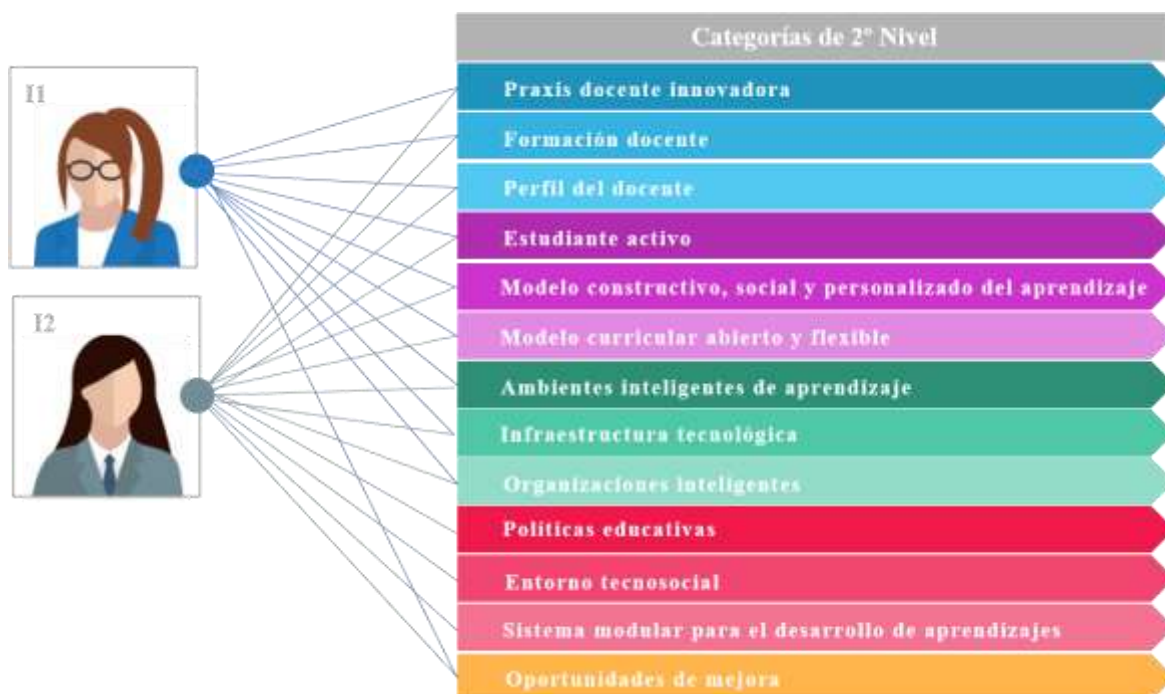 Categorías de 2º Nivel
I1
Praxis docente innovadora
Formación docente
Perfil del docente
Estudiante activo
Modelo constructivo, social y personalizado del aprendizaje
I2
Modelo curricular abierto y flexible
Ambientes inteligentes de aprendizaje
Infraestructura tecnológica
Organizaciones inteligentes
Políticas educativas
Entorno tecnosocial
Sistema modular para el desarrollo de aprendizajes
Oportunidades de mejora